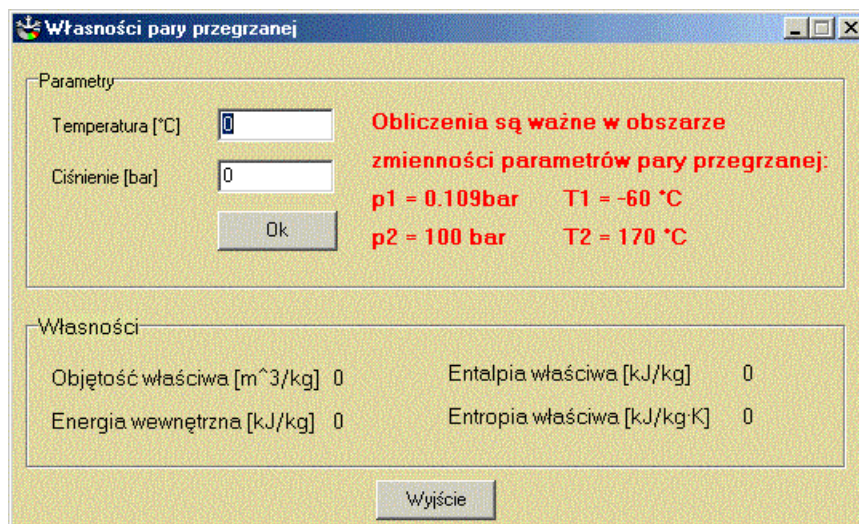 Własności pary przegrzanej
Parametry
Temperatura [°C] 0
Ciśnienie [bar] 0
Ok
Obliczenia są ważne w obszarze
zmienności parametrów pary przegrzanej:
p1 = 0.109bar T1 = -60 °C
p2 = 100 bar T2 = 170 °C
Własności
Objętość właściwa [m^3/kg] 0 Entalpia właściwa [kJ/kg] 0
Energia wewnętrzna [kJ/kg] 0 Entropia właściwa [kJ/kg·K] 0
Wyjście